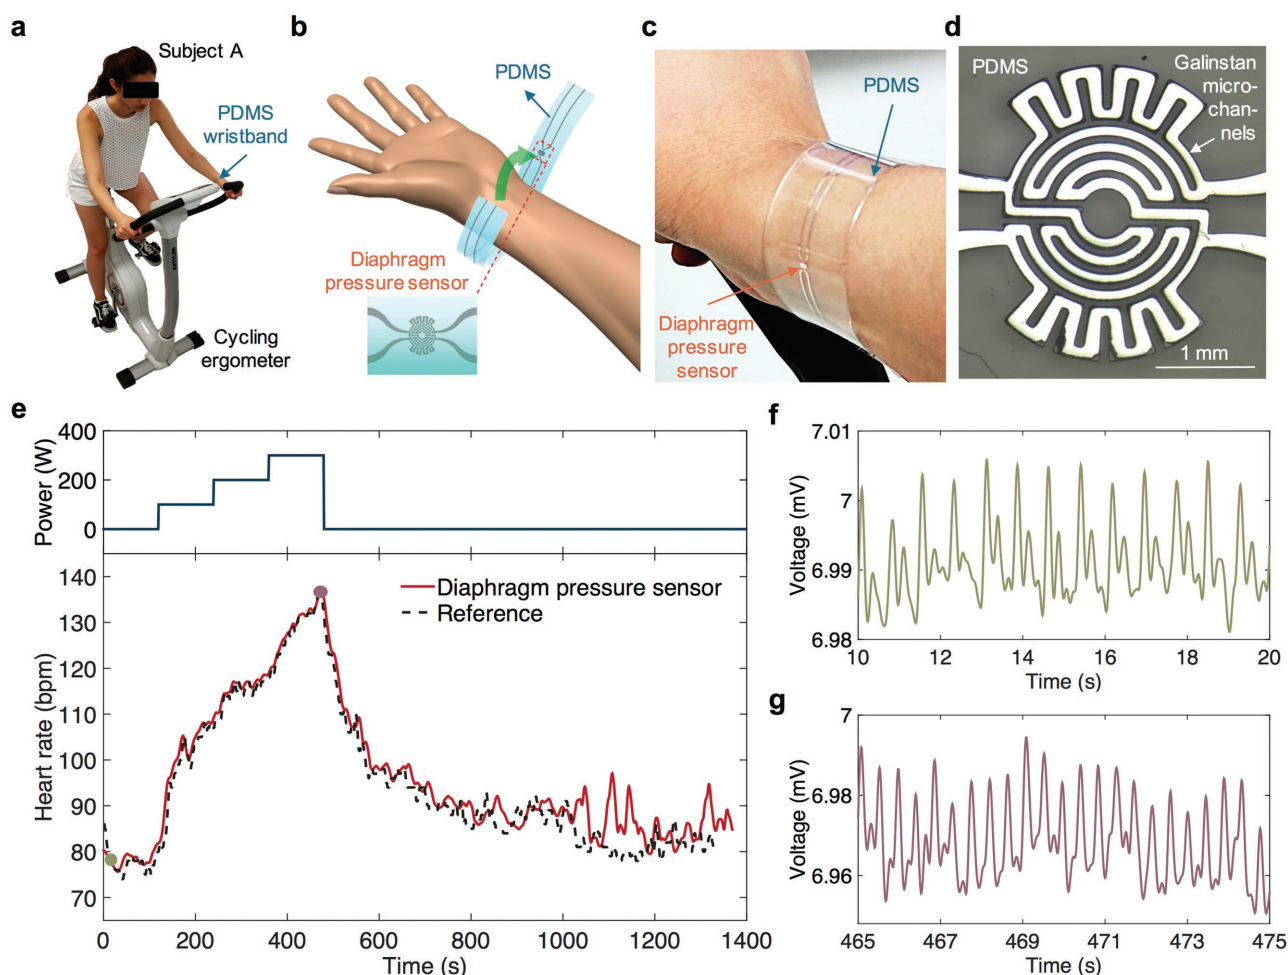 a
Subject A
PDMS
wristband
Cycling
ergometer
b
PDMS
Diaphragm
pressure sensor
c
PDMS
Diaphragm
pressure
sensor
d
PDMS
Galinstan
micro-
chan-
nels
1 mm
e
400
200
0
Power (W)
140
130
120
110
100
90
80
70
Heart rate (bpm)
Diaphragm pressure sensor
Reference
0 200 400 600 800 1000 1200 1400
Time (s)
f
7.01
7
6.99
6.98
Voltage (mV)
10 12 14 16 18 20
Time (s)
g
7
6.98
6.96
Voltage (mV)
465 467 469 471 473 475
Time (s)